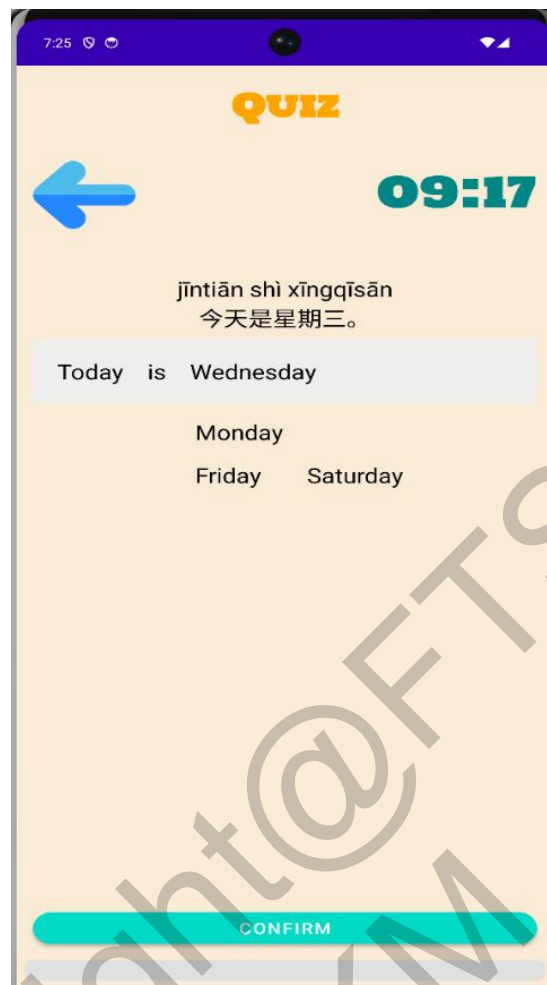 7:25
QUIZ
09:17
jīntiān shì xīngqīsān
今天是星期三。
Today is Wednesday
Monday
Friday Saturday
CONFIRM